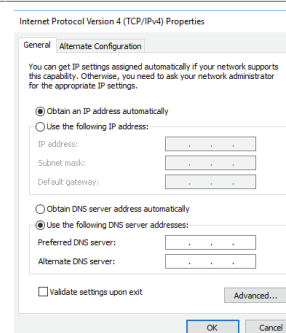 Internet Protocol Version 4 (TCP/IPv4) Properties
General Alternate Configuration
You can get IP settings assigned automatically if your network supports
this capability. Otherwise, you need to ask your network administrator
for the appropriate IP settings.
Obtain an IP address automatically
Use the following IP address:
IP address:
Subnet mask:
Default gateway:
Obtain DNS server address automatically
Use the following DNS server addresses:
Preferred DNS server:
Alternate DNS server:
Validate settings upon exit
Advanced...
OK Cancel